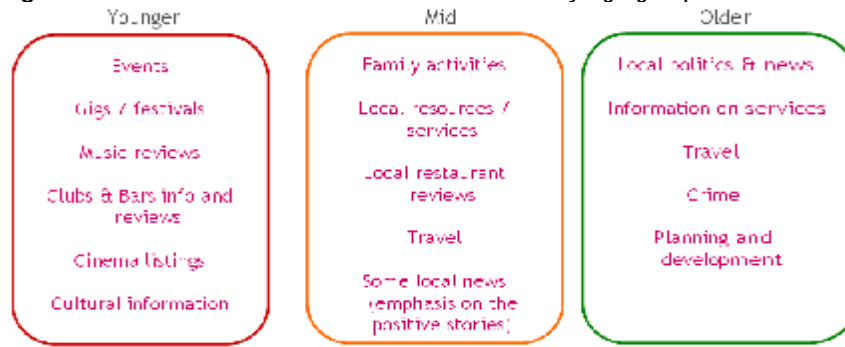 Younger
Events
Gigs / festivals
Music reviews
Clubs & Bars info and
reviews
Cinema listings
Cultural information
Mid
Family activities
Local resources /
services
Local restaurant
reviews
Travel
Some local news
(emphasis on the
positive stories)
Older
Local politics & news
Information on services
Travel
Crime
Planning and
development